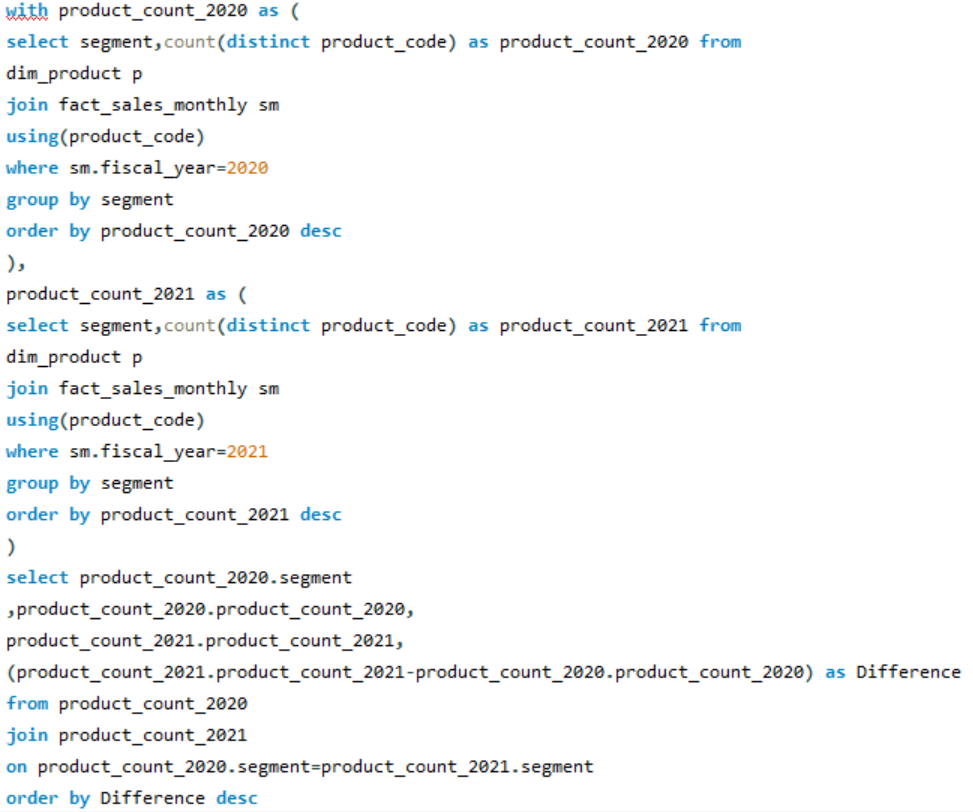 with product_count_2020 as (
select segment,count(distinct product_code) as product_count_2020 from
dim_product p
join fact_sales_monthly sm
using(product_code)
where sm.fiscal_year=2020
group by segment
order by product_count_2020 desc
),
product_count_2021 as (
select segment,count(distinct product_code) as product_count_2021 from
dim_product p
join fact_sales_monthly sm
using(product_code)
where sm.fiscal_year=2021
group by segment
order by product_count_2021 desc
)
select product_count_2020.segment
,product_count_2020.product_count_2020,
product_count_2021.product_count_2021,
(product_count_2021.product_count_2021-product_count_2020.product_count_2020) as Difference
from product_count_2020
join product_count_2021
on product_count_2020.segment=product_count_2021.segment
order by Difference desc